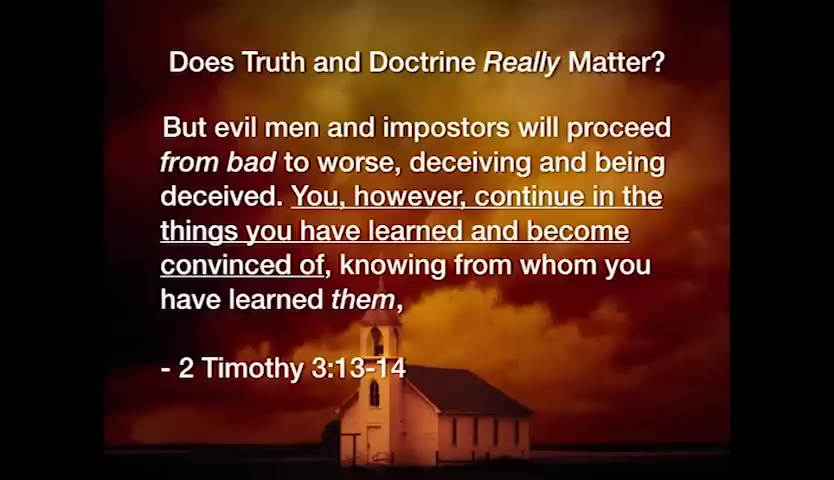 Does Truth and Doctrine Really Matter?
But evil men and impostors will proceed
from bad to worse, deceiving and being
deceived. You, however, continue in the
things you have learned and become
convinced of, knowing from whom you
have learned them,
- 2 Timothy 3:13-14